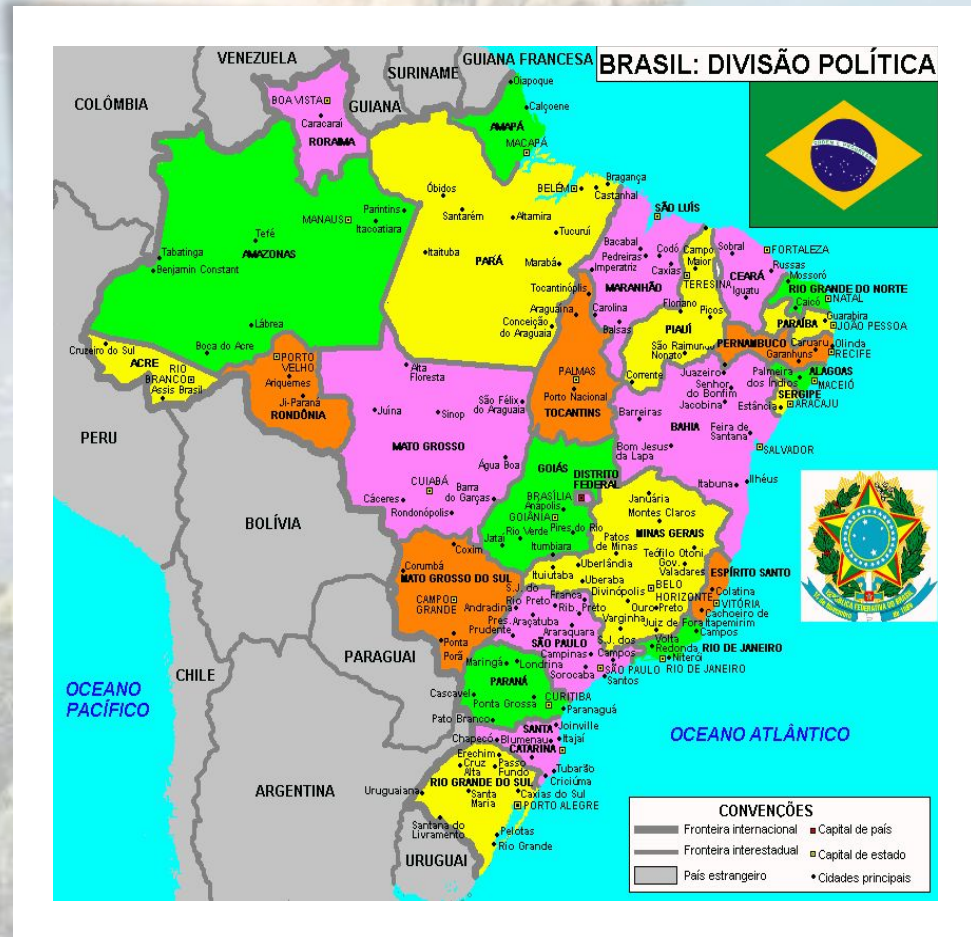 BRASIL: DIVISÃO POLÍTICA
VENEZUELA
GUIANA FRANCESA
SURINAME
GUIANA
COLÔMBIA
Oiapoque
Calçoene
AMAPÁ
MACAPÁ
BOA VISTA
Caracaraí
RORAIMA
Óbidos
BELÉM
Bragança
Castanhal
Santarém
Altamira
Tucuruí
Itaituba
PARÁ
Marabá
Conceição
do Araguaia
MANAUS
Parintins
Itacoatiara
Tefé
AMAZONAS
Tabatinga
Benjamin Constant
Lábrea
Boca do Acre
Cruzeiro do Sul
ACRE
RIO
BRANCO
Assis Brasil
PORTO
VELHO
Ariquemes
Ji-Paraná
RONDÔNIA
SÃO LUÍS
Bacabal
Pedreiras
Codó
Caxias
Imperatriz
MARANHÃO
Carolina
Balsas
Campo
Maior
TERESINA
Floriano
Picos
PIAUÍ
São Raimundo
Nonato
Corrente
Sobral
FORTALEZA
CEARÁ
Russas
Iguatu
Mossoró
RIO GRANDE DO NORTE
Caicó
NATAL
Guarabira
PARAÍBA
JOÃO PESSOA
PERNAMBUCO
Caruaru
Olinda
RECIFE
Garanhuns
ALAGOAS
Palmeira
dos Índios
MACEIÓ
SERGIPE
Estância
ARACAJU
Tocantinópolis
Araguaína
PALMAS
Porto Nacional
TOCANTINS
Juazeiro
Senhor
do Bonfim
Jacobina
Barreiras
BAHIA
Feira de
Santana
Bom Jesus
da Lapa
SALVADOR
Itabuna
Ilhéus
Alta
Floresta
Juína
Sinop
São Félix
do Araguaia
MATO GROSSO
Água Boa
CUIABÁ
Barra
do Garças
Cáceres
Rondonópolis
GOIÁS
DISTRITO
FEDERAL
BRASÍLIA
Anápolis
GOIÂNIA
Rio Verde
Pires do Rio
Jataí
Itumbiara
Januária
Montes Claros
MINAS GERAIS
Patos
de Minas
Teófilo Otoni
Gov.
Valadares
Uberlândia
Ituiutaba
Uberaba
BELO
HORIZONTE
Divinópolis
Ouro Preto
Varginha
Juiz de Fora
ESPÍRITO SANTO
Colatina
VITÓRIA
Cachoeiro de
Itapemirim
Campos
Volta
Redonda
RIO DE JANEIRO
Niterói
RIO DE JANEIRO
Coxim
Corumbá
MATO GROSSO DO SUL
CAMPO
GRANDE
Ponta
Porã
S.J. do
Rio Preto
Franca
Rib. Preto
Andradina
Araçatuba
Pres.
Prudente
Araraquara
SÃO PAULO
S.J. dos
Campos
Campinas
Sorocaba
SÃO PAULO
Santos
Maringá
Londrina
PARANÁ
Cascavel
CURITIBA
Ponta Grossa
Paranaguá
Pato Branco
SANTA
CATARINA
Joinville
Chapecó
Blumenau
Itajaí
Tubarão
Criciúma
Erechim
Cruz
Alta
Passo
Fundo
RIO GRANDE DO SUL
Uruguaiana
Santa
Maria
Caxias do Sul
PORTO ALEGRE
Santana do
Livramento
Pelotas
Rio Grande
PERU
BOLÍVIA
PARAGUAI
CHILE
ARGENTINA
URUGUAI
OCEANO
PACÍFICO
OCEANO ATLÂNTICO
CONVENÇÕES
Fronteira internacional
Capital de país
Fronteira interestadual
Capital de estado
País estrangeiro
Cidades principais